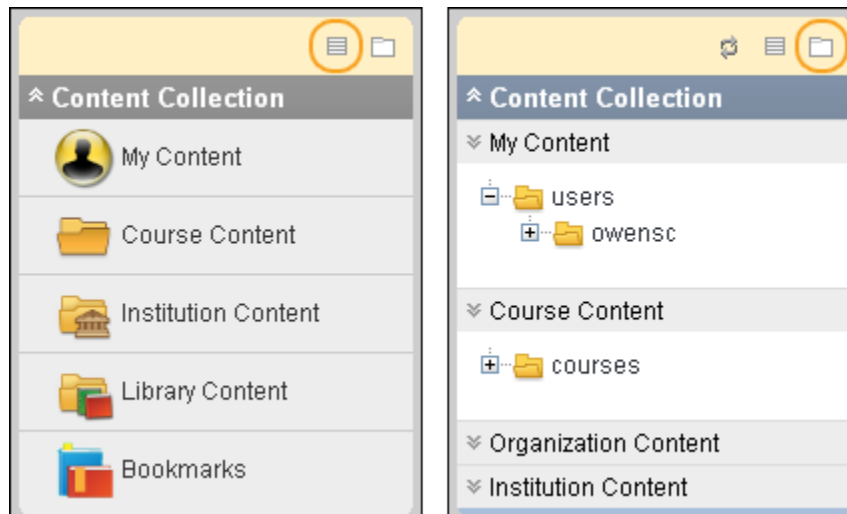 Content Collection
My Content
Course Content
Institution Content
Library Content
Bookmarks
Content Collection
My Content
users
owensc
Course Content
courses
Organization Content
Institution Content